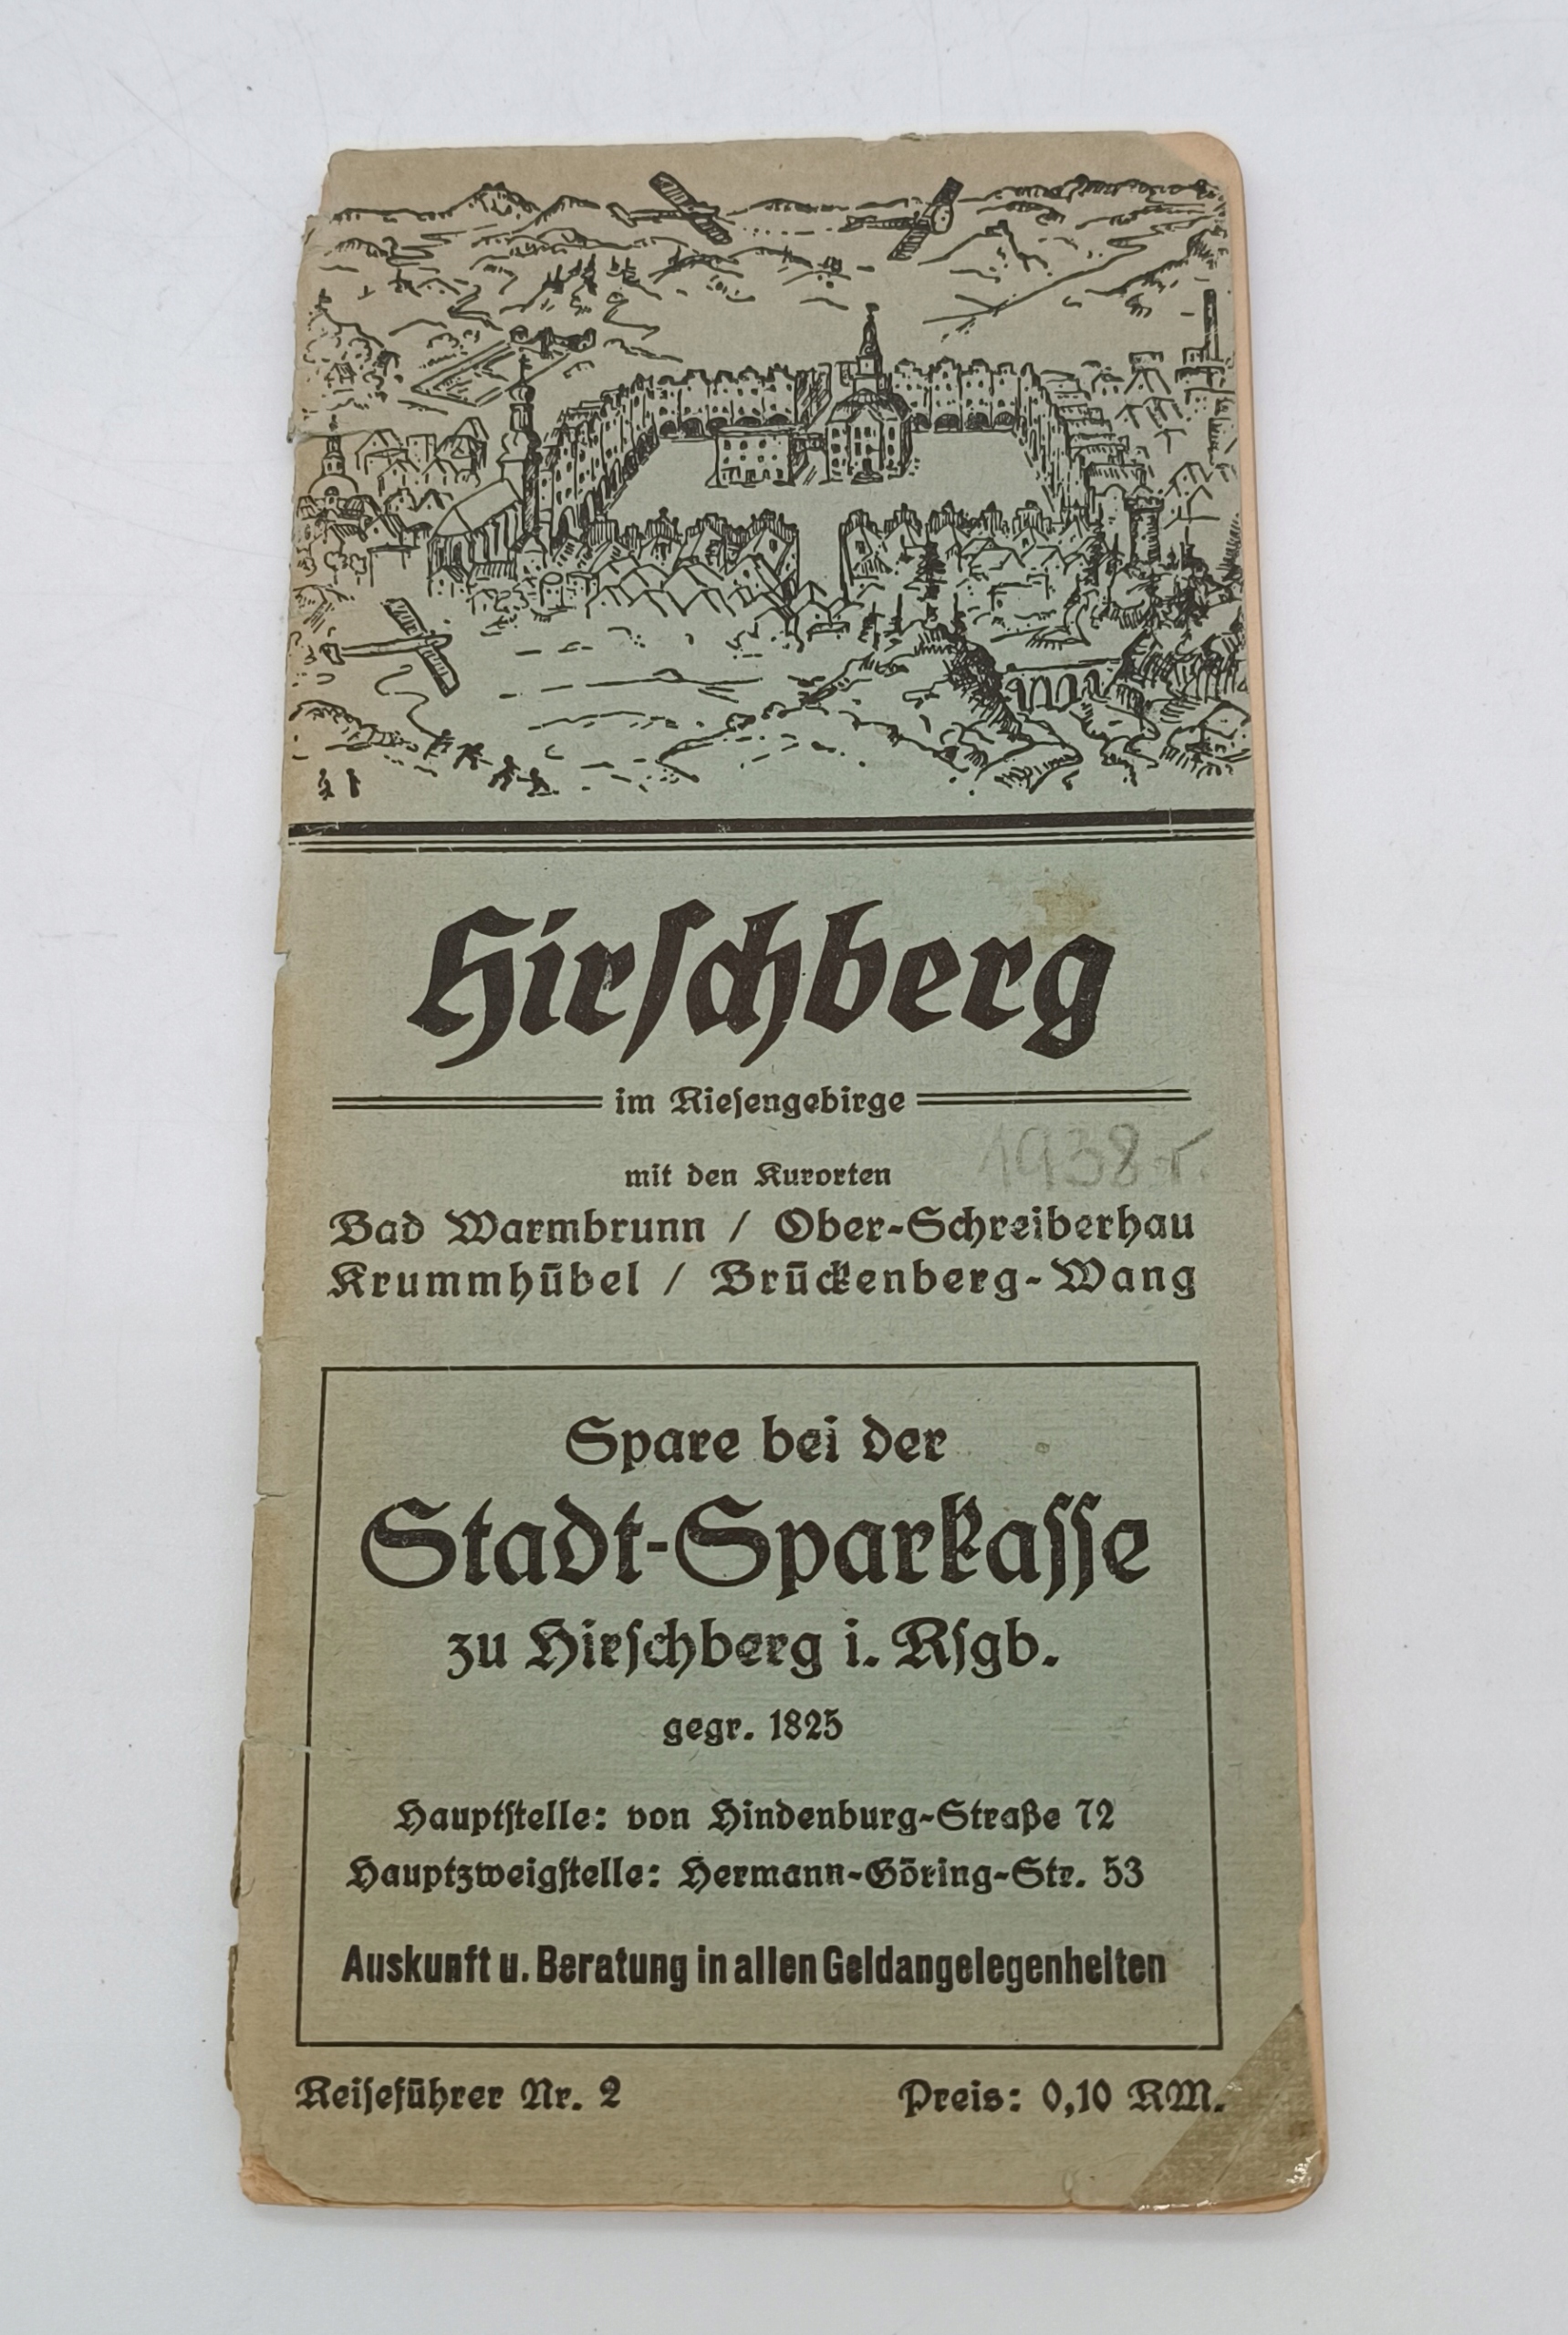 Hirschberg
im Riesengebirge
1938 r.
mit den Kurorten
Bad Warmbrunn / Ober-Schreiberhau
Krummhübel / Brückenberg-Wang
Spare bei der
Stadt-Sparkasse
zu Hirschberg i. Rsgb.
gegr. 1825
Hauptstelle: von Hindenburg-Straße 72
Hauptzweigstelle: Hermann-Göring-Str. 53
Auskunft u. Beratung in allen Geldangelegenheiten
Reiseführer Nr. 2
Preis: 0,10 RM.